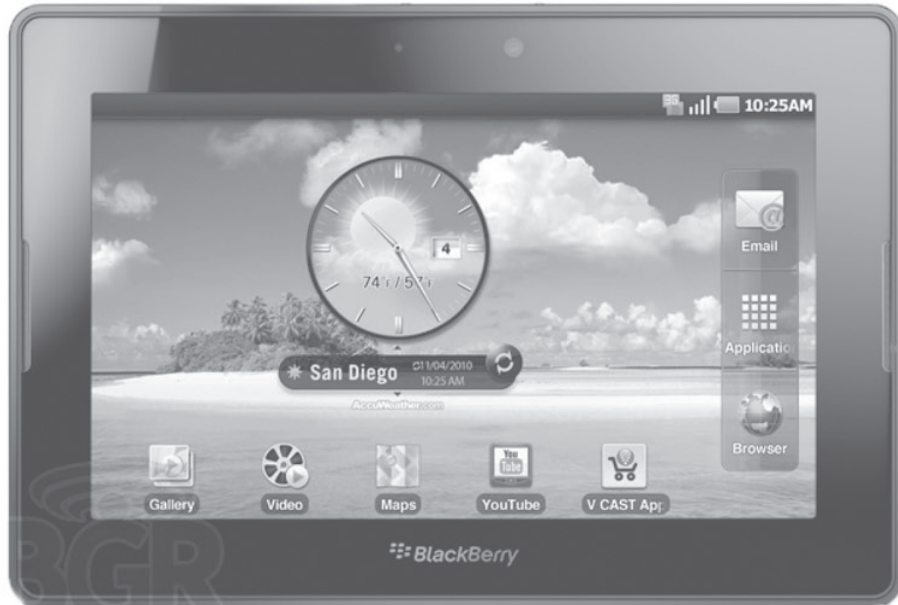 3G 10:25AM
4
74°F / 57°F
San Diego 11/04/2010
10:25 AM
AccuWeather.com
Email
Applicatio
Browser
Gallery Video Maps YouTube V CAST App
You
Tube
BlackBerry
BGR